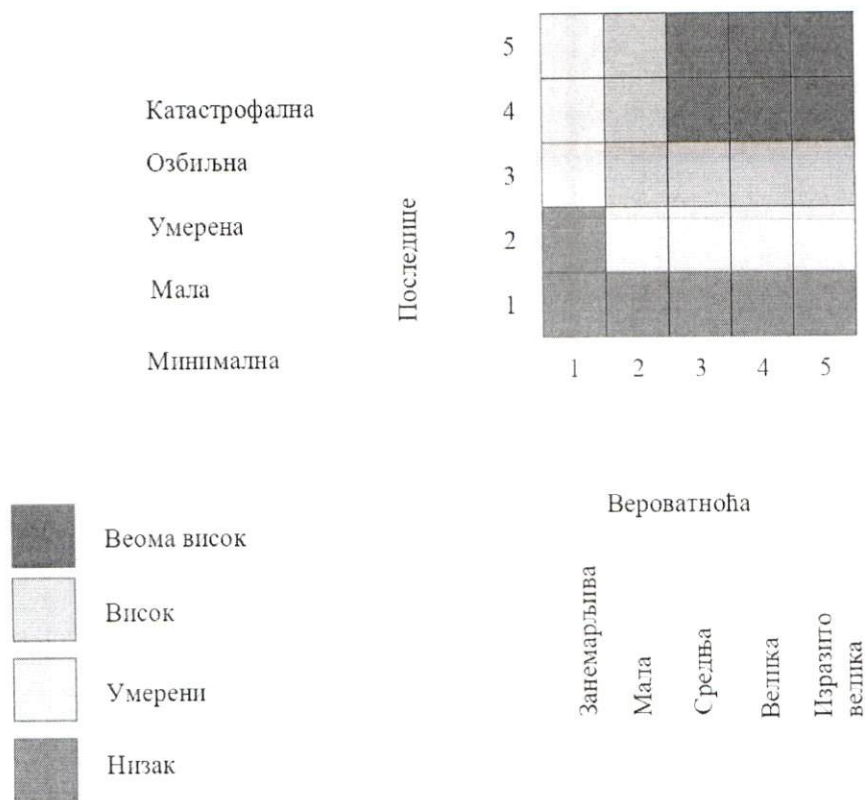 5
Катастрофална
4
Озбиљна
3
Умерена
2
Мала
1
Минимална
Последице
1 2 3 4 5
Вероватноћа
Занемарљива
Мала
Средња
Велика
Изразито
велика
Веома висок
Висок
Умерени
Низак